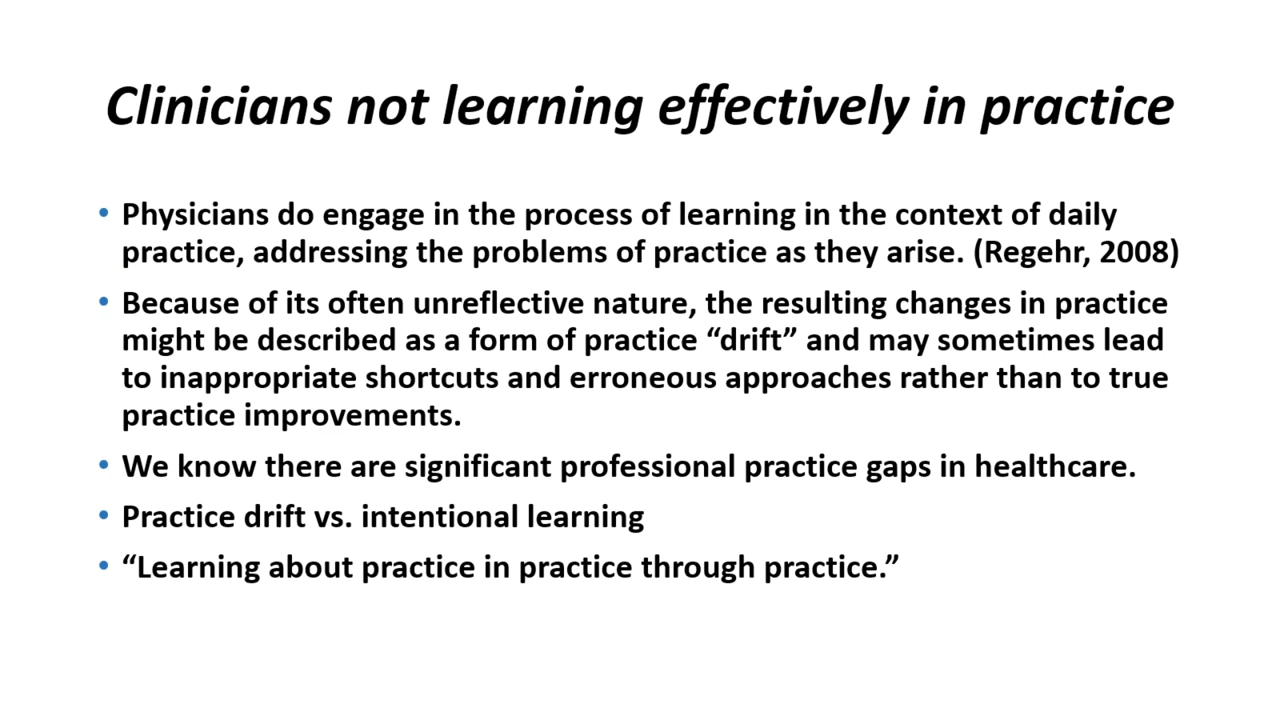 Clinicians not learning effectively in practice
• Physicians do engage in the process of learning in the context of daily
practice, addressing the problems of practice as they arise. (Regehr, 2008)
• Because of its often unreflective nature, the resulting changes in practice
might be described as a form of practice “drift” and may sometimes lead
to inappropriate shortcuts and erroneous approaches rather than to true
practice improvements.
• We know there are significant professional practice gaps in healthcare.
• Practice drift vs. intentional learning
• “Learning about practice in practice through practice.”